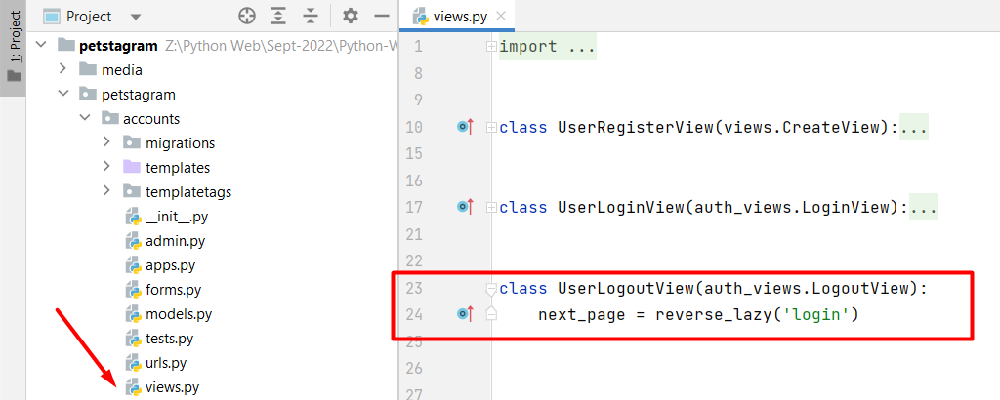 1: Project
Project
petstagram Z:\Python Web\Sept-2022\Python-W
media
petstagram
accounts
migrations
templates
templatetags
__init__.py
admin.py
apps.py
forms.py
models.py
tests.py
urls.py
views.py
views.py
1 import ...
8
9
10 class UserRegisterView(views.CreateView):...
15
16
17 class UserLoginView(auth_views.LoginView):...
21
22
23 class UserLogoutView(auth_views.LogoutView):
24 next_page = reverse_lazy('login')
25
26
27